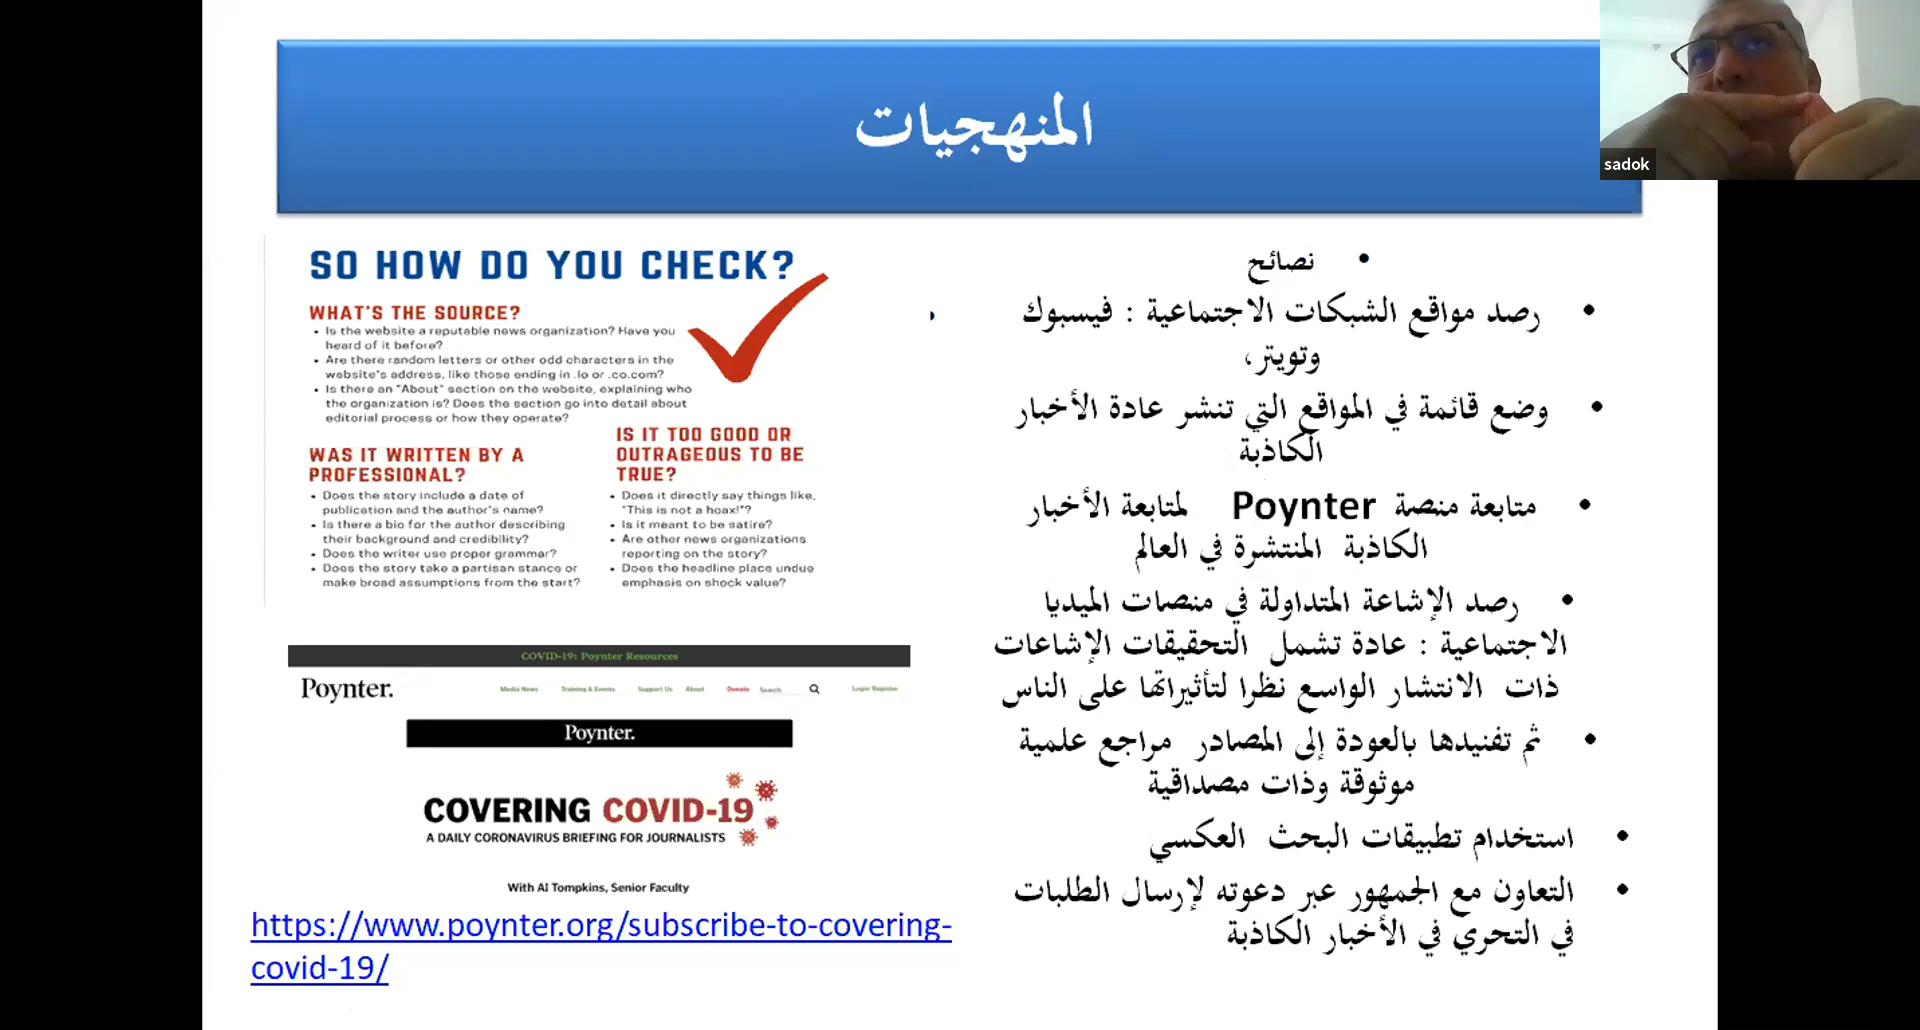 المنهجيات
sadok
SO HOW DO YOU CHECK?
WHAT'S THE SOURCE?
• Is the website a reputable news organization? Have you
heard of it before?
• Are there random letters or other odd characters in the
website's address, like those ending in .lo or .co.com?
• Is there an "About" section on the website, explaining who
the organization is? Does the section go into detail about
editorial process or how they operate?
WAS IT WRITTEN BY A
PROFESSIONAL?
• Does the story include a date of
publication and the author's name?
• Is there a bio for the author describing
their background and credibility?
• Does the writer use proper grammar?
• Does the story take a partisan stance or
make broad assumptions from the start?
IS IT TOO GOOD OR
OUTRAGEOUS TO BE
TRUE?
• Does it directly say things like,
"This is not a hoax!"?
• Is it meant to be satire?
• Are other news organizations
reporting on the story?
• Does the headline place undue
emphasis on shock value?
COVID-19: Poynter Resources
Poynter.
Media News Training & Events Support Us About Donate Search Login/Register
Poynter.
COVERING COVID-19
A DAILY CORONAVIRUS BRIEFING FOR JOURNALISTS
With Al Tompkins, Senior Faculty
https://www.poynter.org/subscribe-to-covering-
covid-19/
• نصائح
• رصد مواقع الشبكات الاجتماعية : فيسبوك
وتويتر،
• وضع قائمة في المواقع التي تنشر عادة الأخبار
الكاذبة
• متابعة منصة Poynter لمتابعة الأخبار
الكاذبة المنتشرة في العالم
• رصد الإشاعة المتداولة في منصات الميديا
الاجتماعية : عادة تشمل التحقيقات الإشاعات
ذات الانتشار الواسع نظرا لتأثيراتها على الناس
• ثم تفنيدها بالعودة إلى المصادر مراجع علمية
موثوقة وذات مصداقية
• استخدام تطبيقات البحث العكسي
• التعاون مع الجمهور عبر دعوته لإرسال الطلبات
في التحري في الأخبار الكاذبة